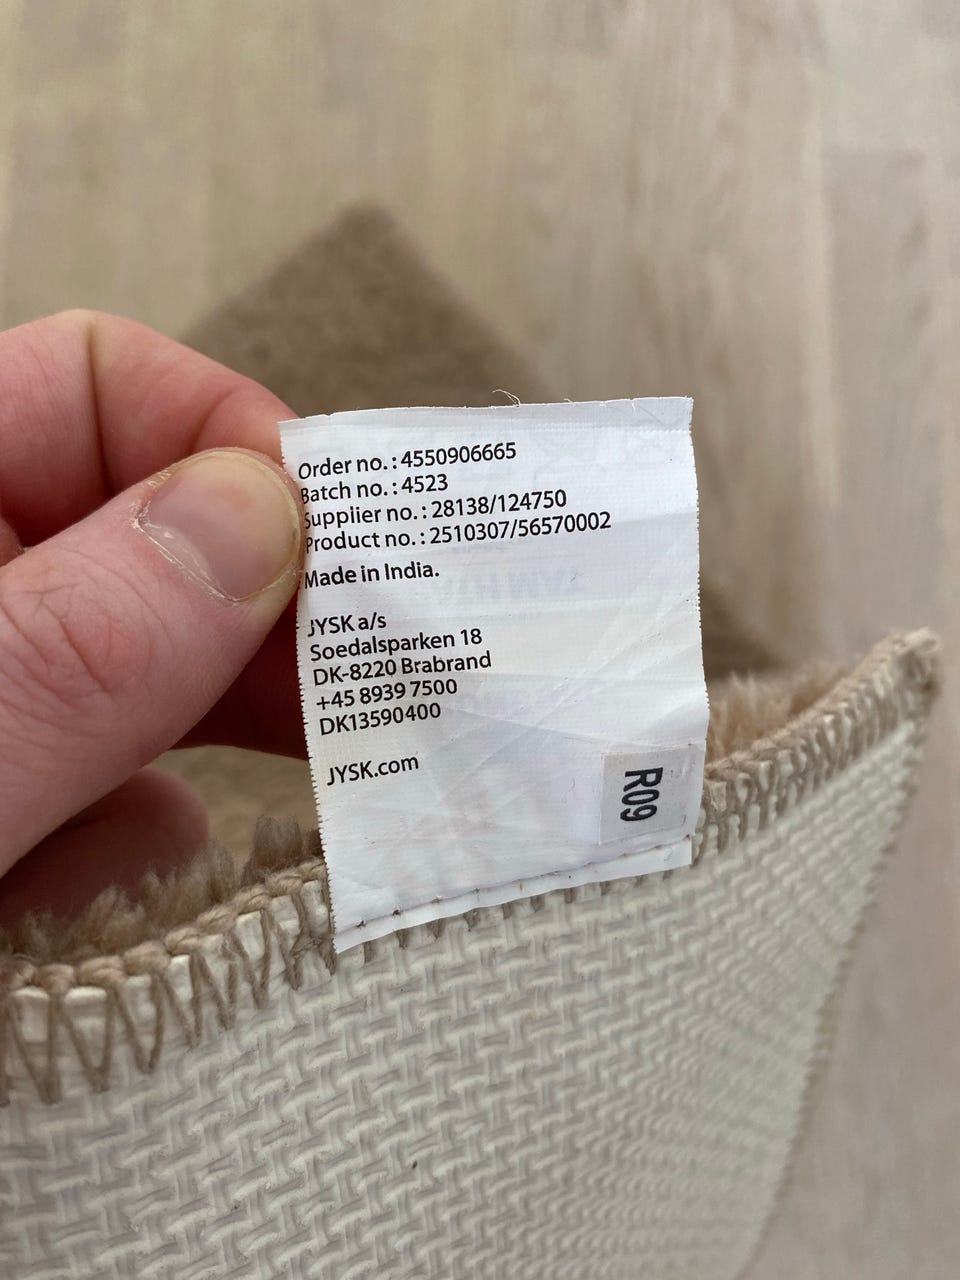 Order no.: 4550906665
Batch no.: 4523
Supplier no.: 28138/124750
Product no.: 2510307/56570002
Made in India.
JYSK a/s
Soedalsparken 18
DK-8220 Brabrand
+45 8939 7500
DK13590400
JYSK.com
R09